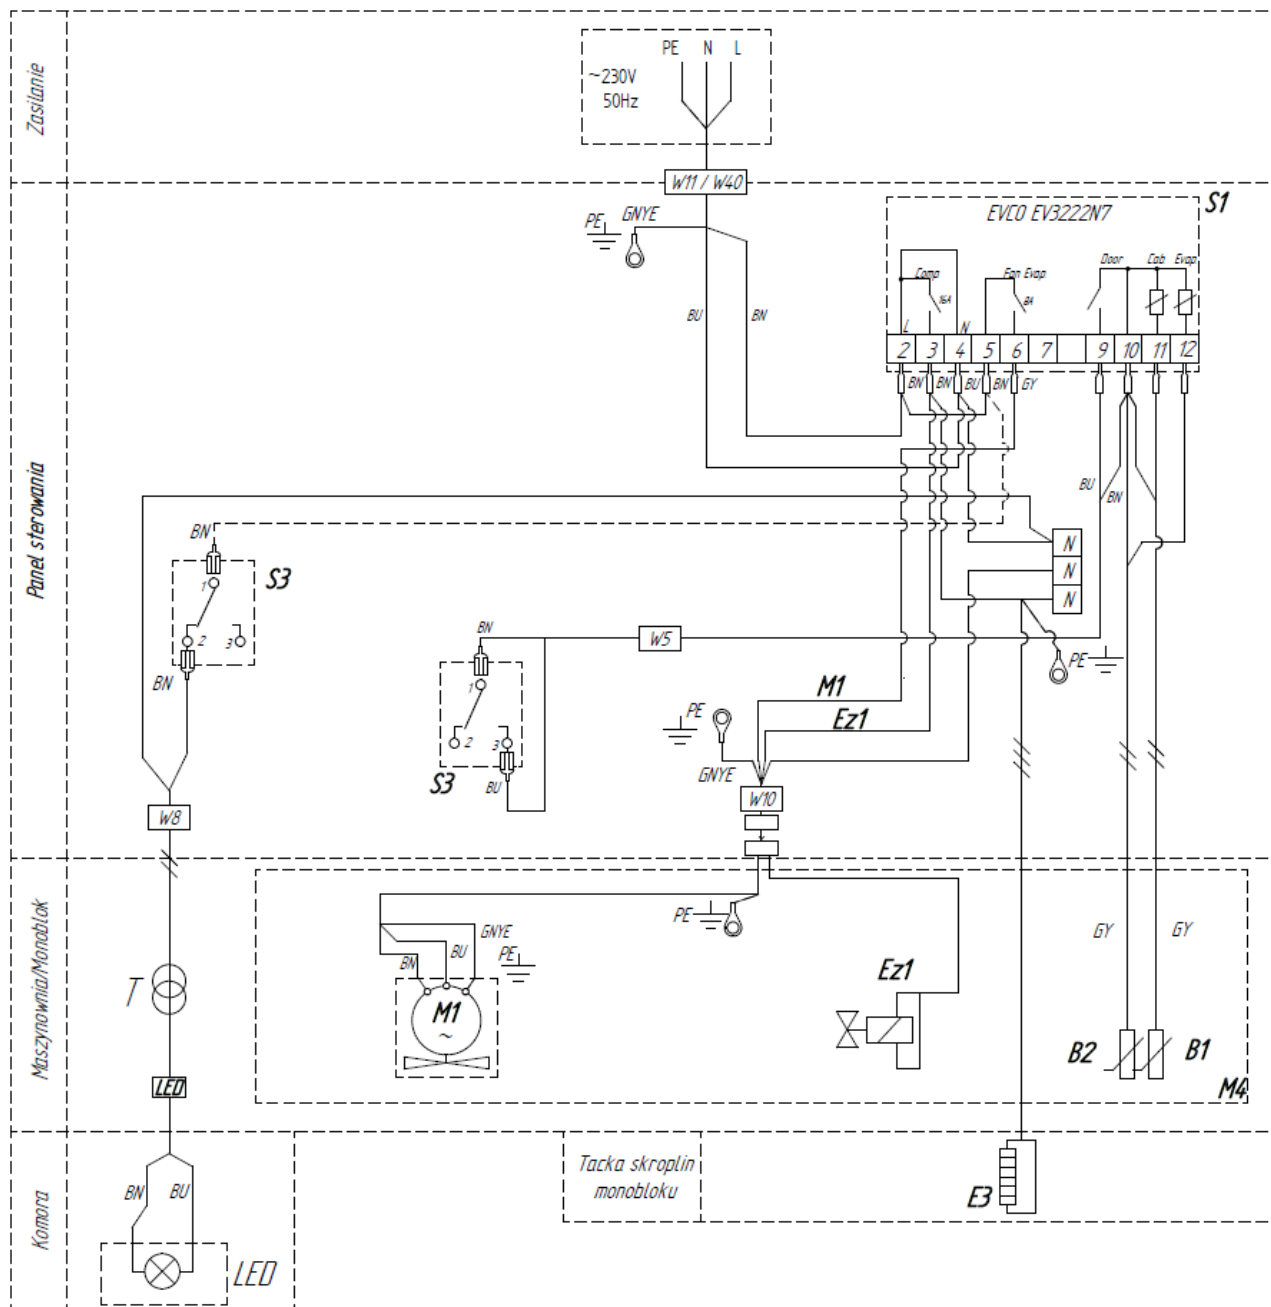 Zasilanie
PE N L
~230V
50Hz
W11 / W40
PE
GNYE
S1
EVCO EV3222N7
Door
Cab
Evap
Comp
Fan Evap
16A
8A
BU
BN
L
N
2 3 4 5 6 7 9 10 11 12
BN
BN
BU
BN
GY
Panel sterowania
BU
BN
BN
1
S3
2
3
BN
N
N
N
BN
W5
PE
1
2
3
S3
BU
M1
Ez1
PE
GNYE
W10
W8
Maszynownia/Monoblok
PE
GNYE
BU
BN
PE
M1
~
Ez1
GY
GY
B2
B1
M4
T
LED
Komora
BN
BU
LED
Tacka skroplin
monobloku
E3